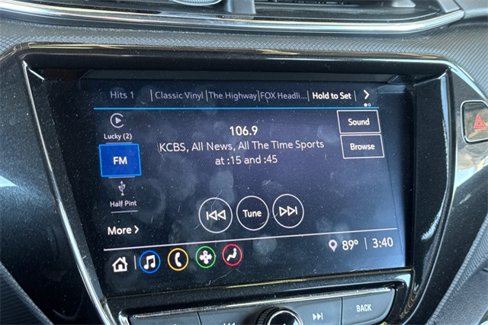 Hits 1 Classic Vinyl The Highway FOX Headli... Hold to Set
Lucky (2)
106.9
Sound
FM
KCBS, All News, All The TIme Sports
at :15 and :45
Browse
Half Pint
More
Tune
89° 3:40
BACK